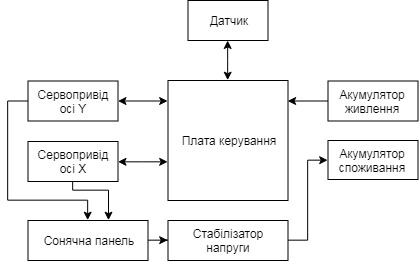 Датчик
Сервопривід
осі Y
Плата керування
Акумулятор
живлення
Сервопривід
осі X
Акумулятор
споживання
Сонячна панель
Стабілізатор
напруги